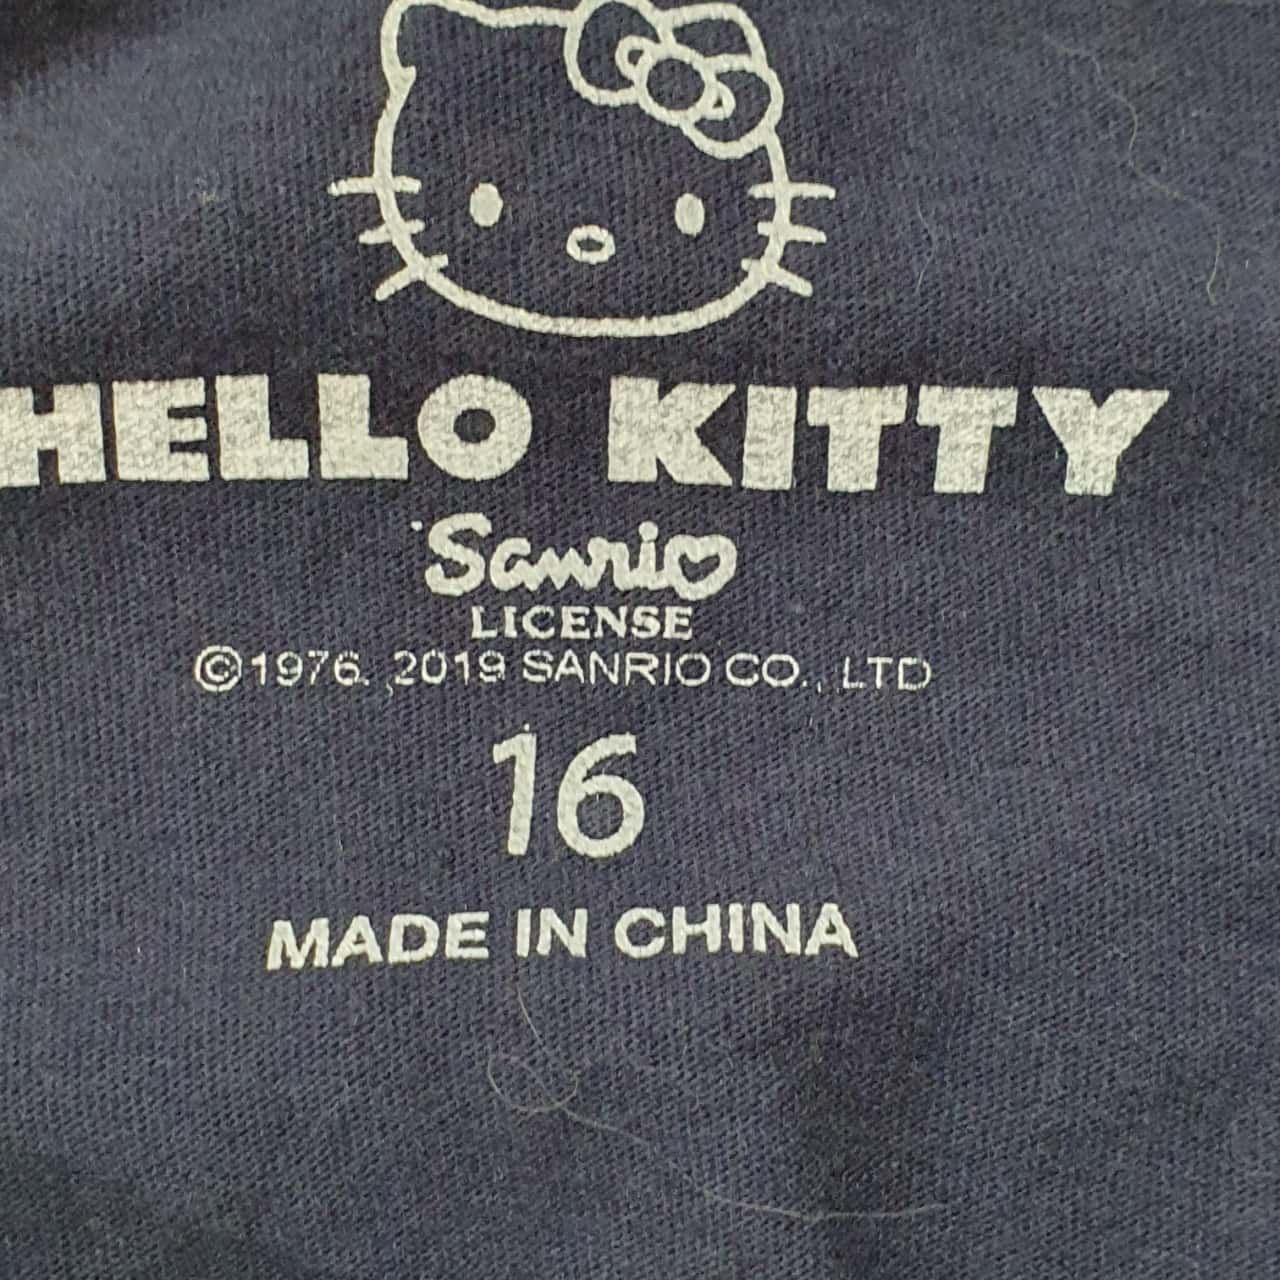 HELLO KITTY
Sanrio
LICENSE
©1976, 2019 SANRIO CO., LTD
16
MADE IN CHINA